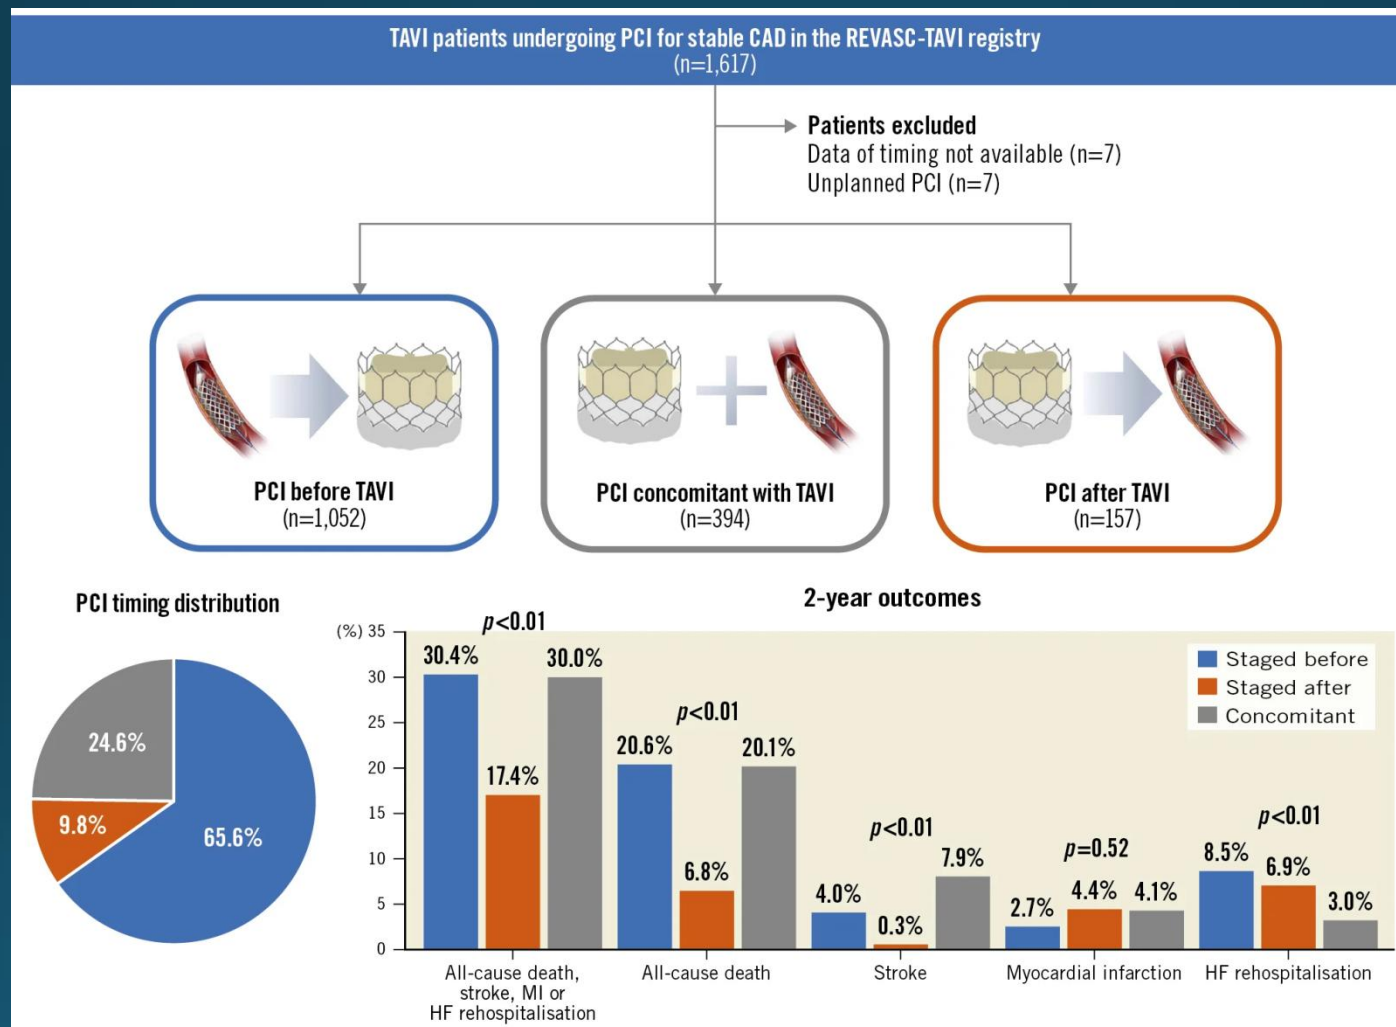 TAVI patients undergoing PCI for stable CAD in the REVASC-TAVI registry
(n=1,617)
Patients excluded
Data of timing not available (n=7)
Unplanned PCI (n=7)
PCI before TAVI
(n=1,052)
PCI concomitant with TAVI
(n=394)
PCI after TAVI
(n=157)
PCI timing distribution
24.6%
9.8%
65.6%
2-year outcomes
(%) 35
30
25
20
15
10
5
0
p<0.01
30.4%
17.4%
30.0%
p<0.01
20.6%
6.8%
20.1%
p<0.01
4.0%
0.3%
7.9%
p=0.52
2.7%
4.4%
4.1%
p<0.01
8.5%
6.9%
3.0%
Staged before
Staged after
Concomitant
All-cause death,
stroke, MI or
HF rehospitalisation
All-cause death
Stroke
Myocardial infarction
HF rehospitalisation